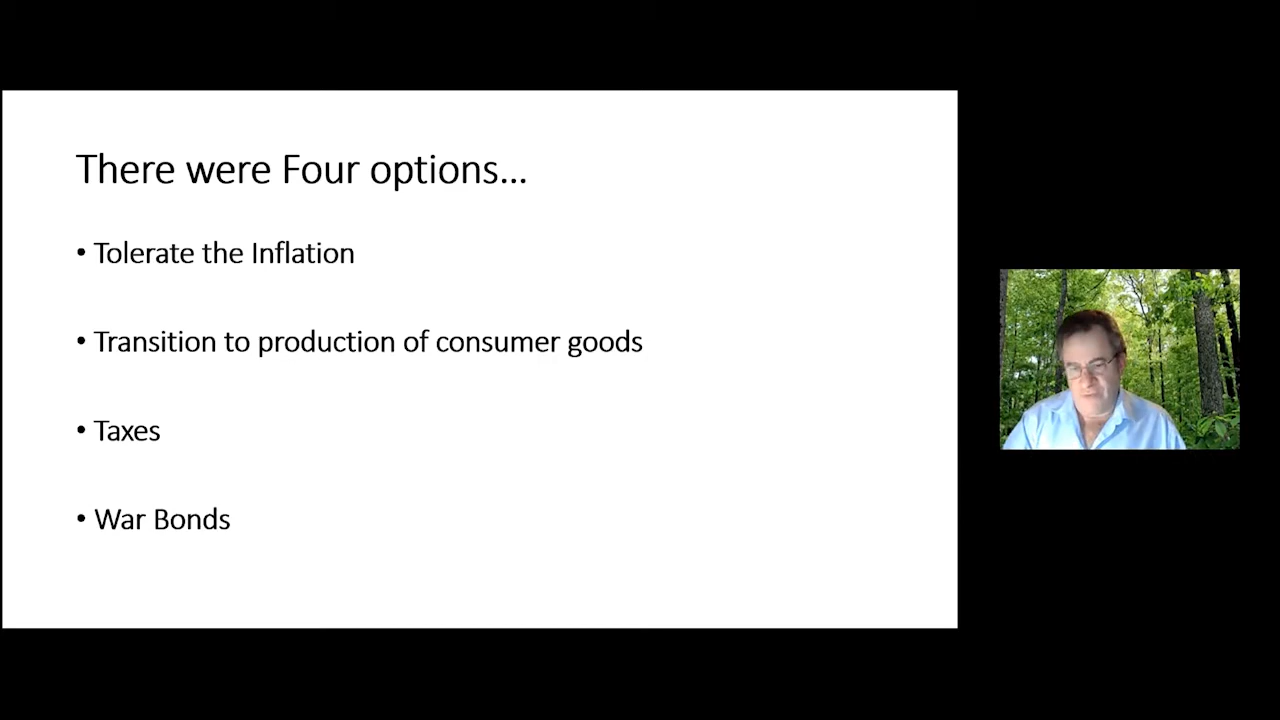 There were Four options...
• Tolerate the Inflation
• Transition to production of consumer goods
• Taxes
• War Bonds